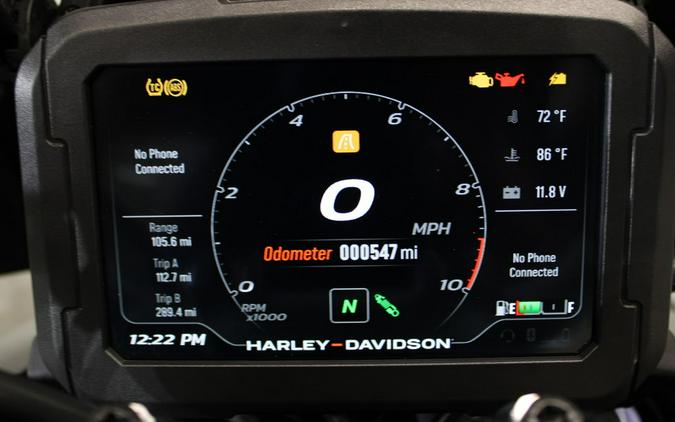 TC ABS
4 6
72 °F
No Phone
Connected
86 °F
2 0 8
11.8 V
MPH
Range
105.6 mi
Odometer 000547 mi
No Phone
Connected
Trip A
112.7 mi
0 10
Trip B
289.4 mi
RPM
x1000
N
E F
12:22 PM
HARLEY-DAVIDSON